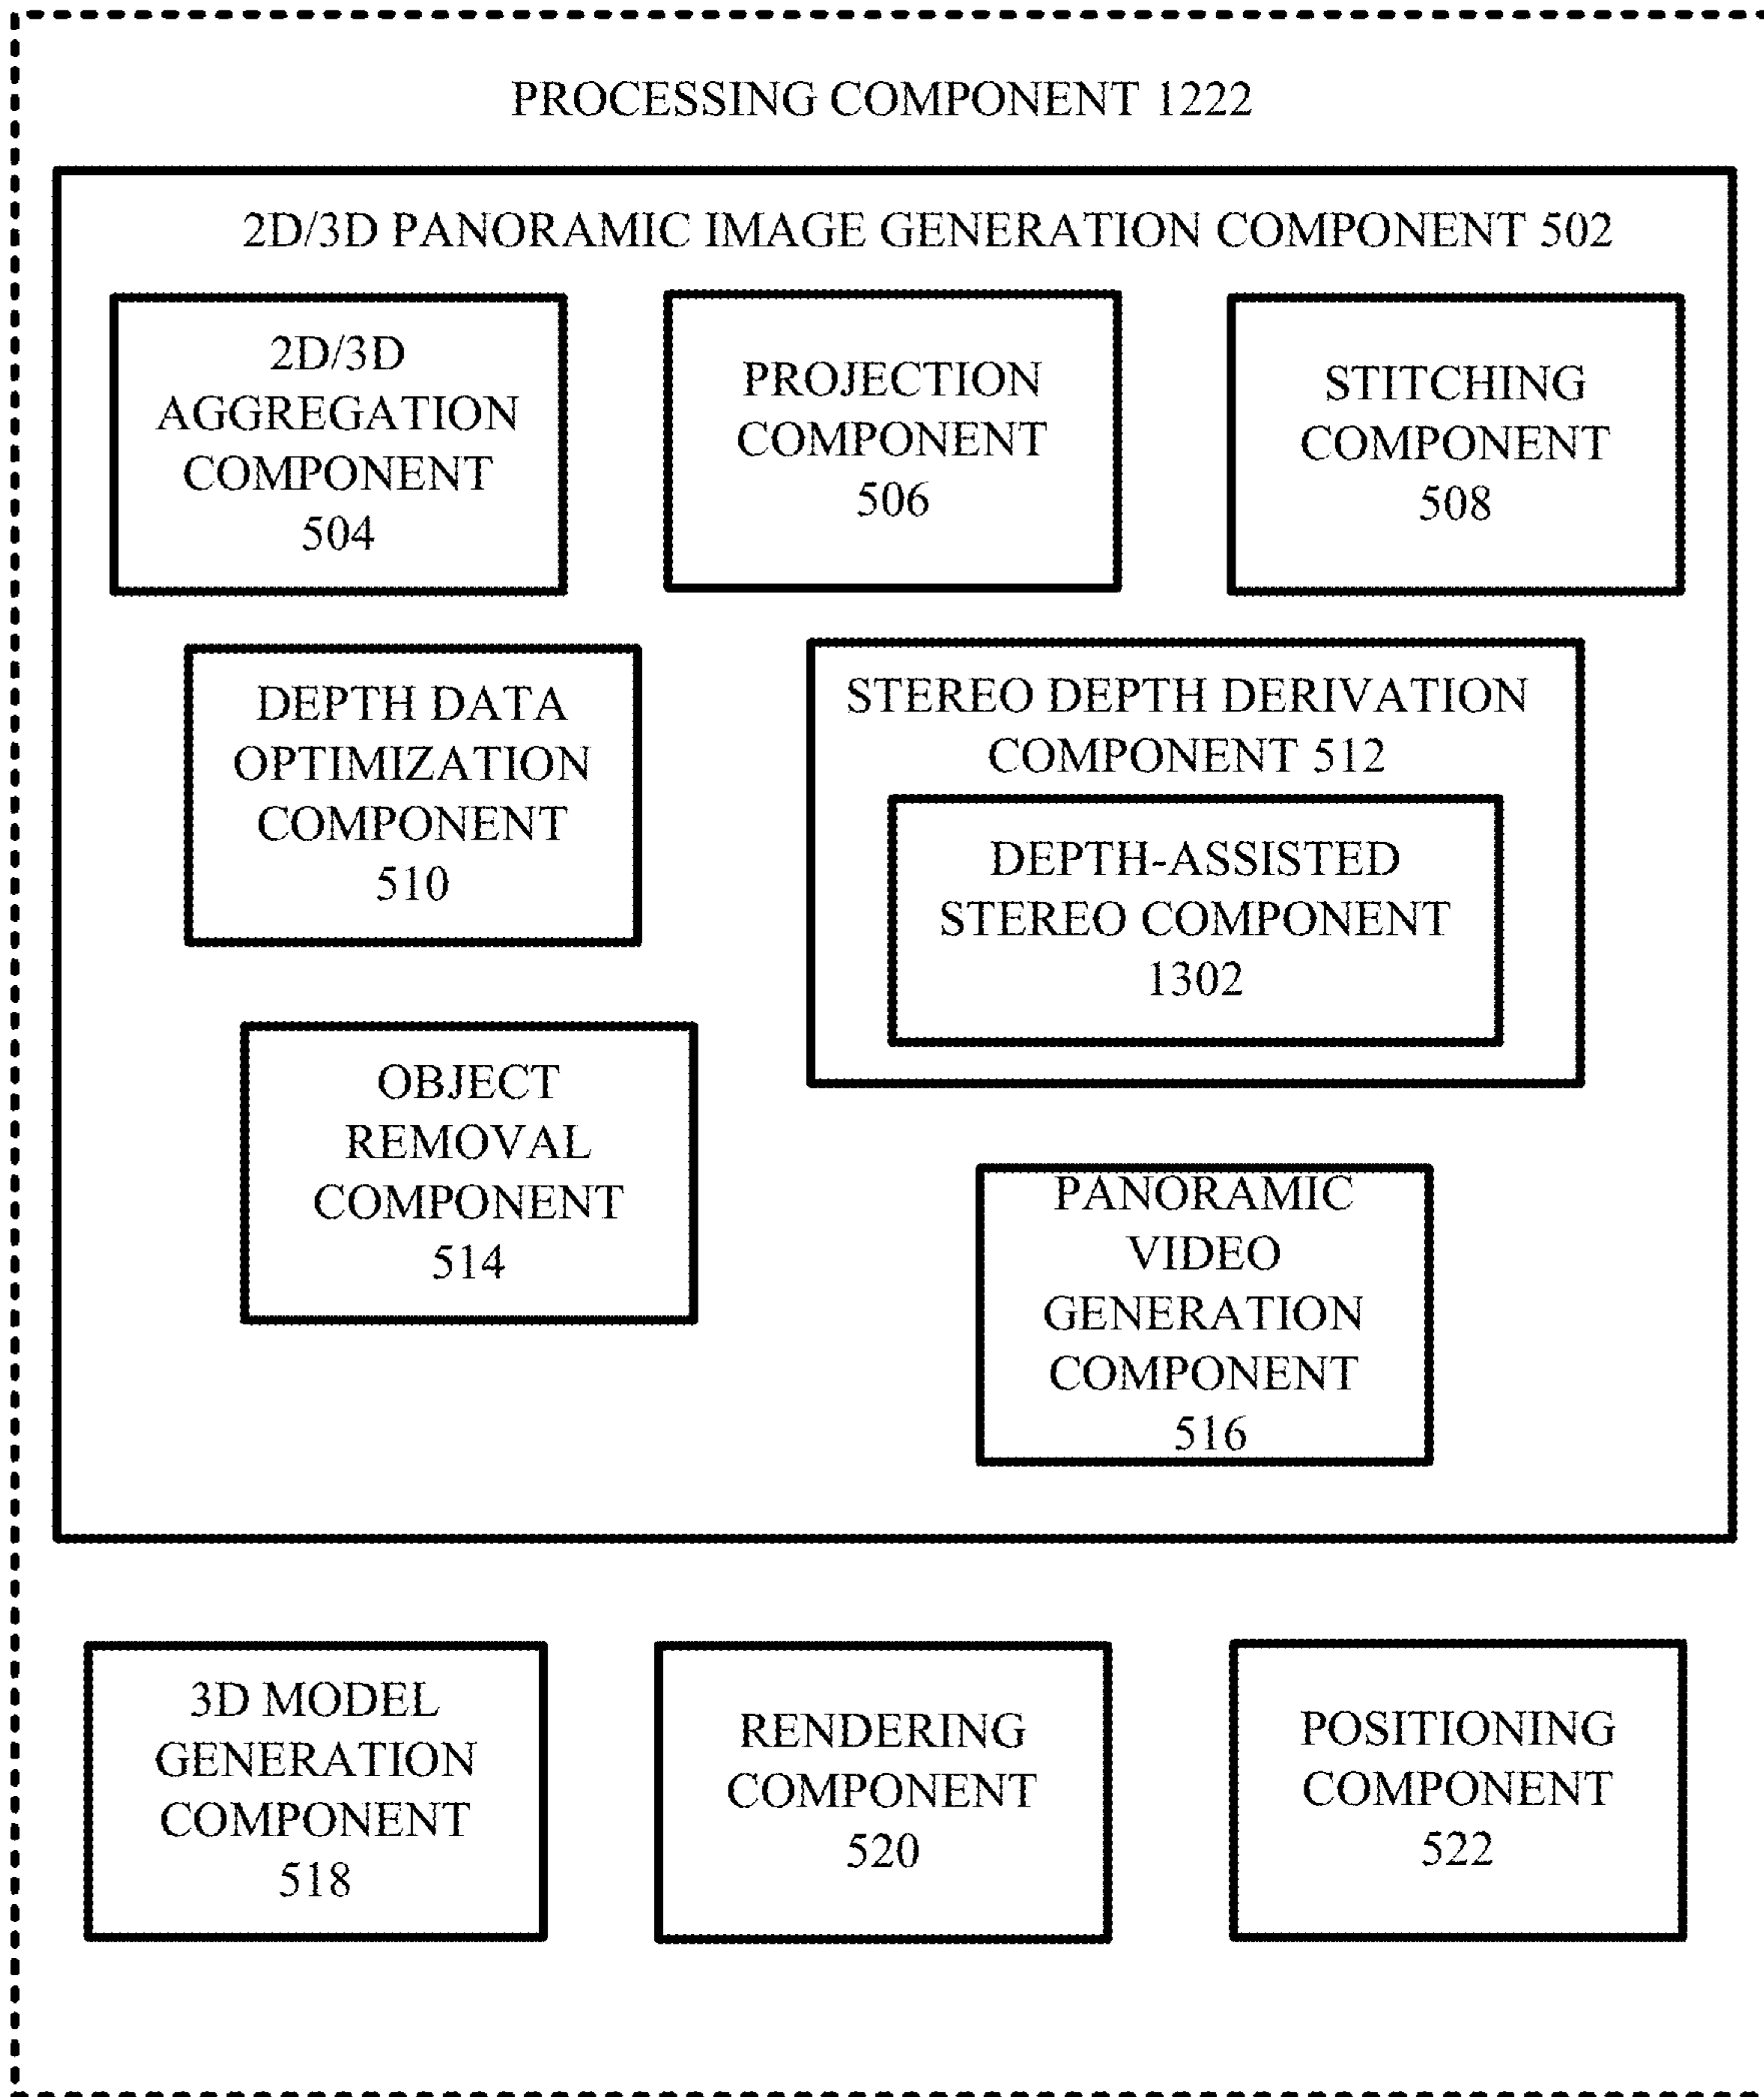 PROCESSING COMPONENT 1222
2D/3D PANORAMIC IMAGE GENERATION COMPONENT 502
2D/3D
AGGREGATION
COMPONENT
504
PROJECTION
COMPONENT
506
STITCHING
COMPONENT
508
DEPTH DATA
OPTIMIZATION
COMPONENT
510
STEREO DEPTH DERIVATION
COMPONENT 512
DEPTH-ASSISTED
STEREO COMPONENT
1302
OBJECT
REMOVAL
COMPONENT
514
PANORAMIC
VIDEO
GENERATION
COMPONENT
516
3D MODEL
GENERATION
COMPONENT
518
RENDERING
COMPONENT
520
POSITIONING
COMPONENT
522